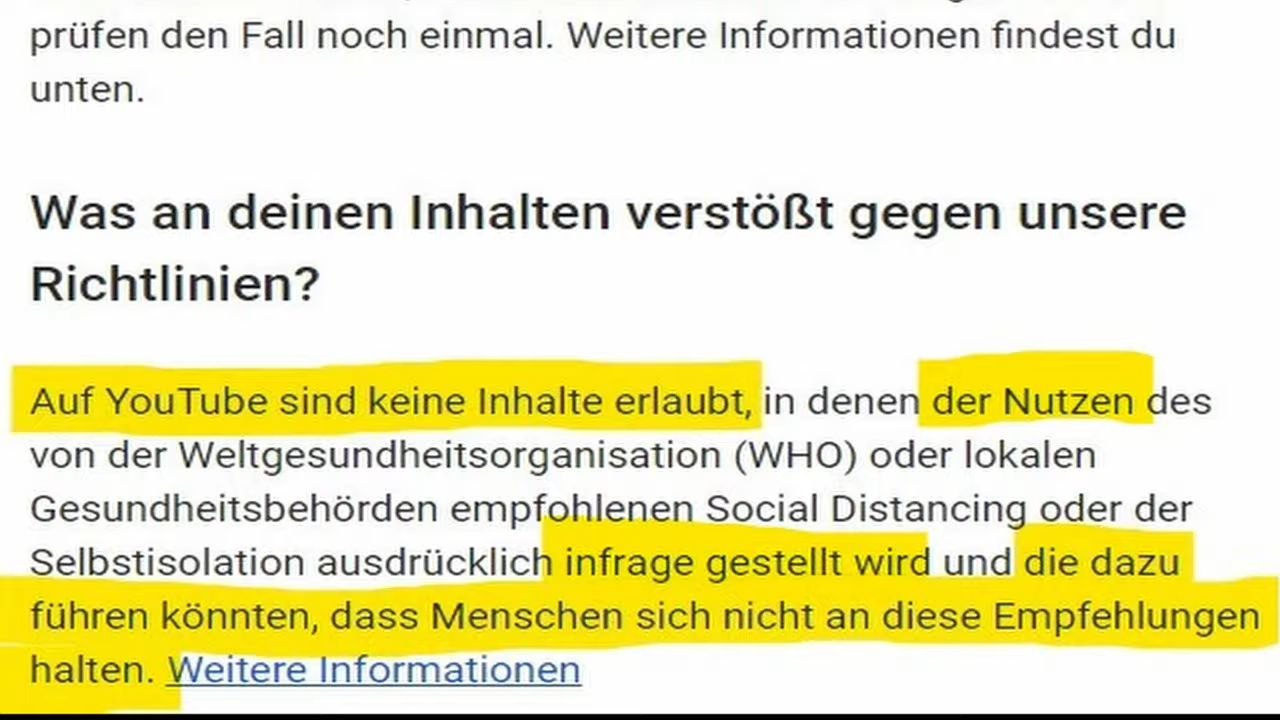 prüfen den Fall noch einmal. Weitere Informationen findest du
unten.
Was an deinen Inhalten verstößt gegen unsere
Richtlinien?
Auf YouTube sind keine Inhalte erlaubt, in denen der Nutzen des
von der Weltgesundheitsorganisation (WHO) oder lokalen
Gesundheitsbehörden empfohlenen Social Distancing oder der
Selbstisolation ausdrücklich infrage gestellt wird und die dazu
führen könnten, dass Menschen sich nicht an diese Empfehlungen
halten. Weitere Informationen